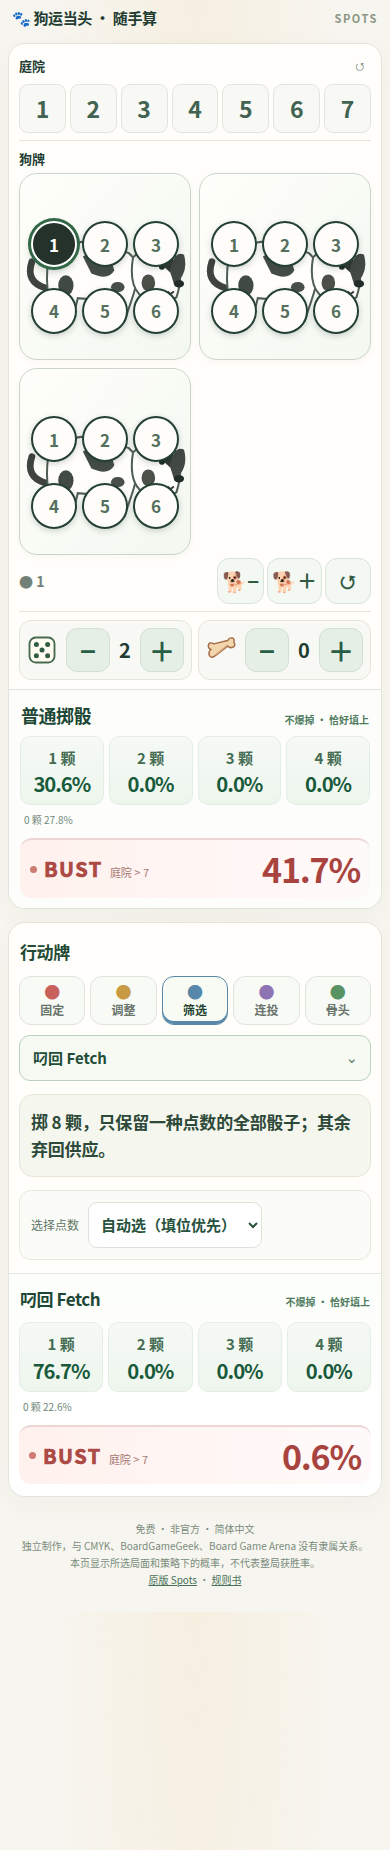 🐾 狗运当头 · 随手算 SPOTS
庭院 ↺
1 2 3 4 5 6 7
狗牌
1 2 3 1 2 3
4 5 6 4 5 6
1 2 3
4 5 6
1 − + ↺
− 2 + − 0 +
普通掷骰 不爆掉 · 恰好填上
1 颗 2 颗 3 颗 4 颗
30.6% 0.0% 0.0% 0.0%
0 颗 27.8%
BUST 庭院 > 7 41.7%
行动牌
固定 调整 筛选 连投 骨头
叼回 Fetch
掷 8 颗，只保留一种点数的全部骰子；其余
弃回供应。
选择点数 自动选（填位优先）
叼回 Fetch 不爆掉 · 恰好填上
1 颗 2 颗 3 颗 4 颗
76.7% 0.0% 0.0% 0.0%
0 颗 22.6%
BUST 庭院 > 7 0.6%
免费 · 非官方 · 简体中文
独立制作，与 CMYK、BoardGameGeek、Board Game Arena 没有隶属关系。
本页显示所选局面和策略下的概率，不代表整局获胜率。
原版 Spots · 规则书